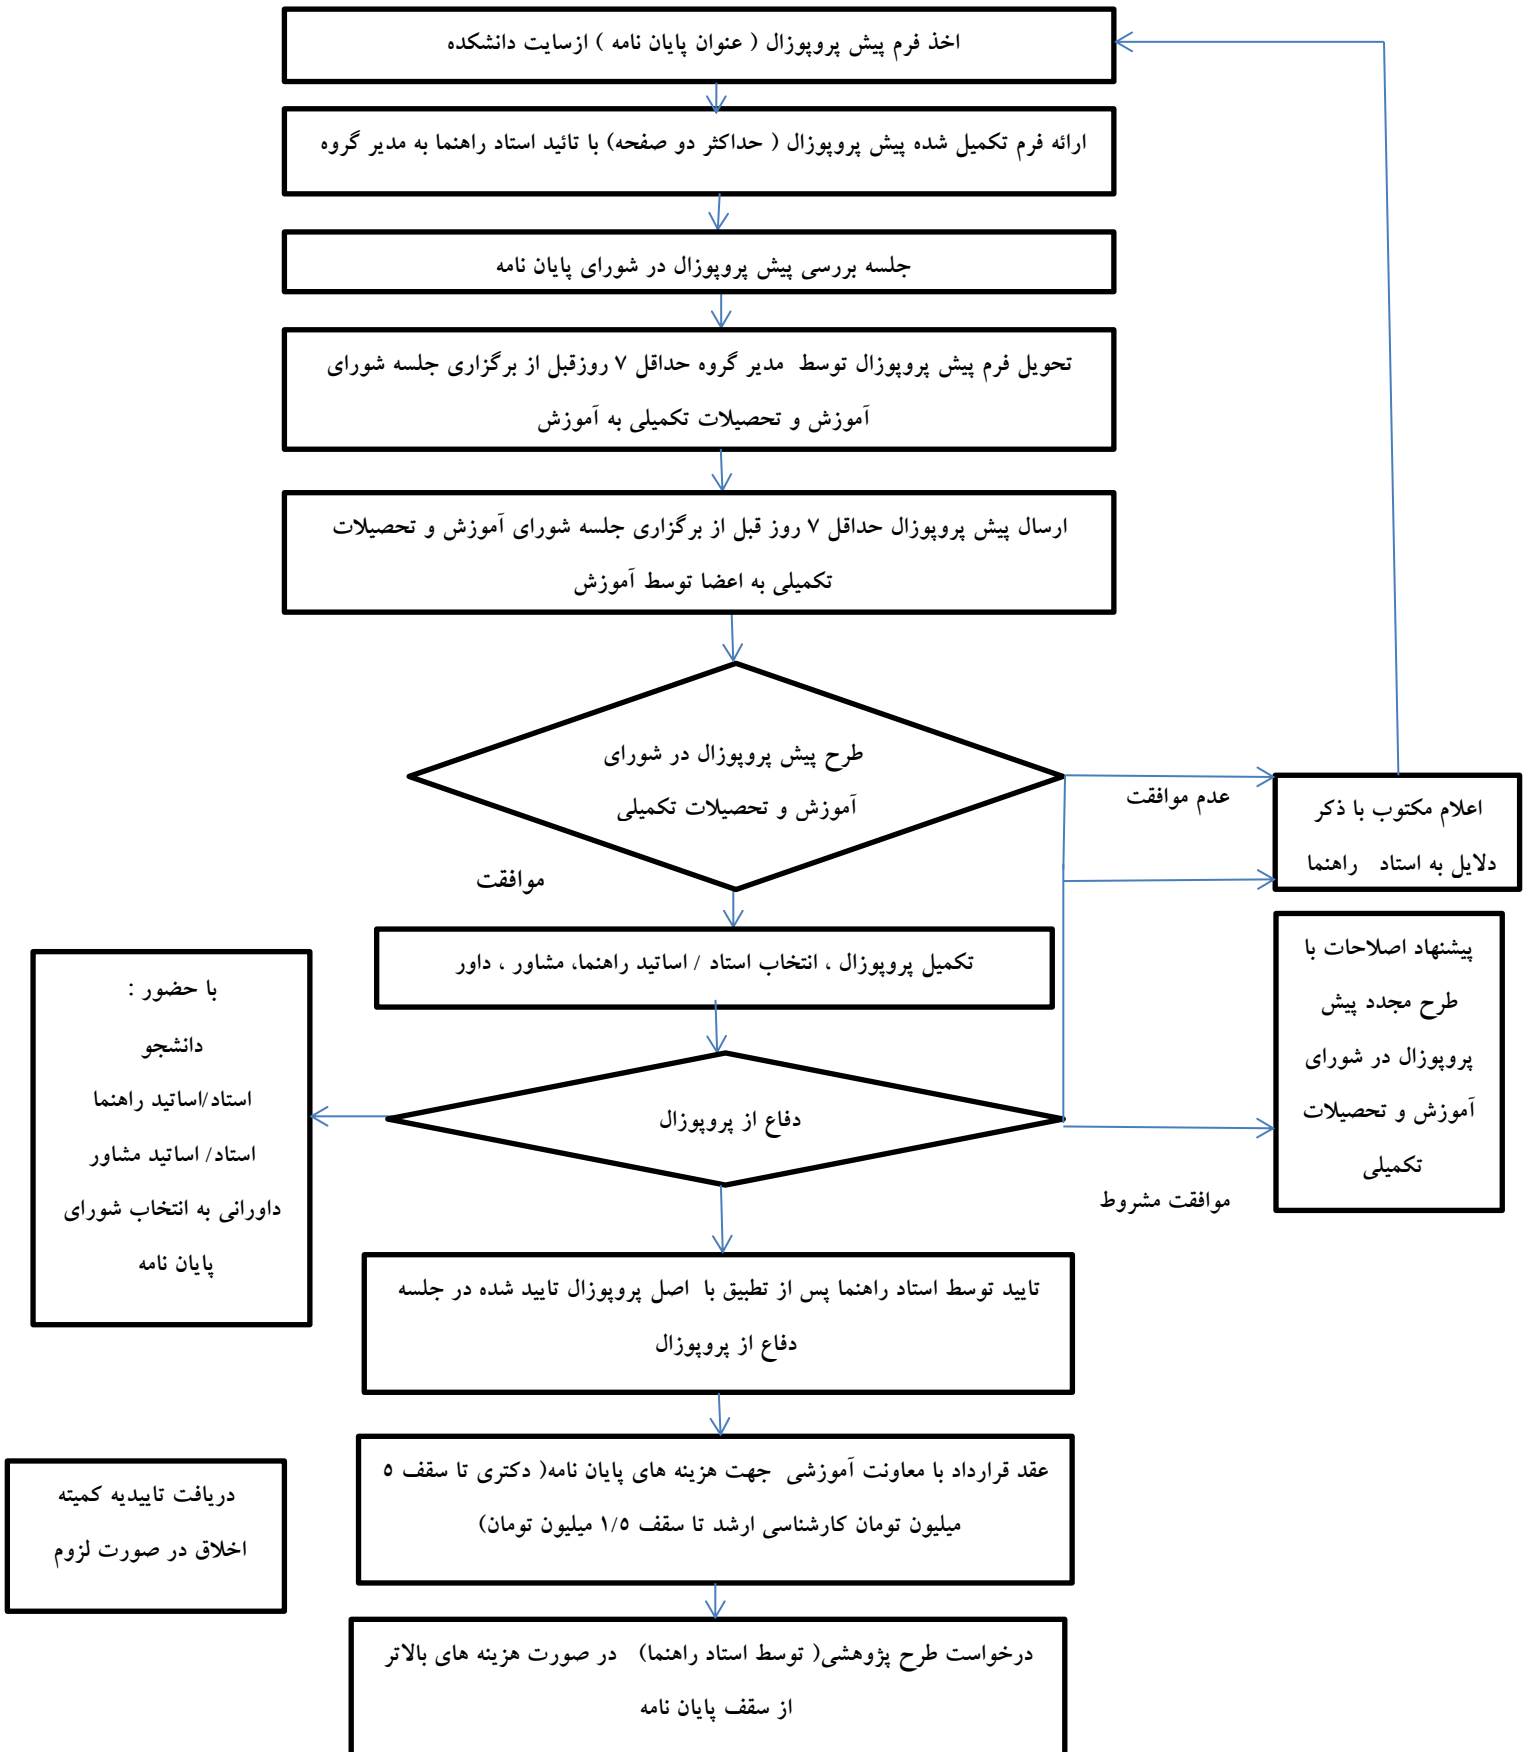 اخذ فرم پیش پروپوزال ( عنوان پایان نامه ) ازسایت دانشکده
ارائه فرم تکمیل شده پیش پروپوزال ( حداکثر دو صفحه) با تائید استاد راهنما به مدیر گروه
جلسه بررسی پیش پروپوزال در شورای پایان نامه
تحویل فرم پیش پروپوزال توسط مدیر گروه حداقل ۷ روزقبل از برگزاری جلسه شورای
آموزش و تحصیلات تکمیلی به آموزش
ارسال پیش پروپوزال حداقل ۷ روز قبل از برگزاری جلسه شورای آموزش و تحصیلات
تکمیلی به اعضا توسط آموزش
طرح پیش پروپوزال در شورای
آموزش و تحصیلات تکمیلی
عدم موافقت
اعلام مکتوب با ذکر
دلایل به استاد راهنما
موافقت
تکمیل پروپوزال ، انتخاب استاد / اساتید راهنما، مشاور ، داور
پیشنهاد اصلاحات با
طرح مجدد پیش
پروپوزال در شورای
آموزش و تحصیلات
تکمیلی
با حضور :
دانشجو
استاد/اساتید راهنما
استاد/ اساتید مشاور
داورانی به انتخاب شورای
پایان نامه
دفاع از پروپوزال
موافقت مشروط
تایید توسط استاد راهنما پس از تطبیق با اصل پروپوزال تایید شده در جلسه
دفاع از پروپوزال
عقد قرارداد با معاونت آموزشی جهت هزینه های پایان نامه( دکتری تا سقف ۵
میلیون تومان کارشناسی ارشد تا سقف ۱/۵ میلیون تومان)
دریافت تاییدیه کمیته
اخلاق در صورت لزوم
درخواست طرح پژوهشی( توسط استاد راهنما) در صورت هزینه های بالاتر
از سقف پایان نامه